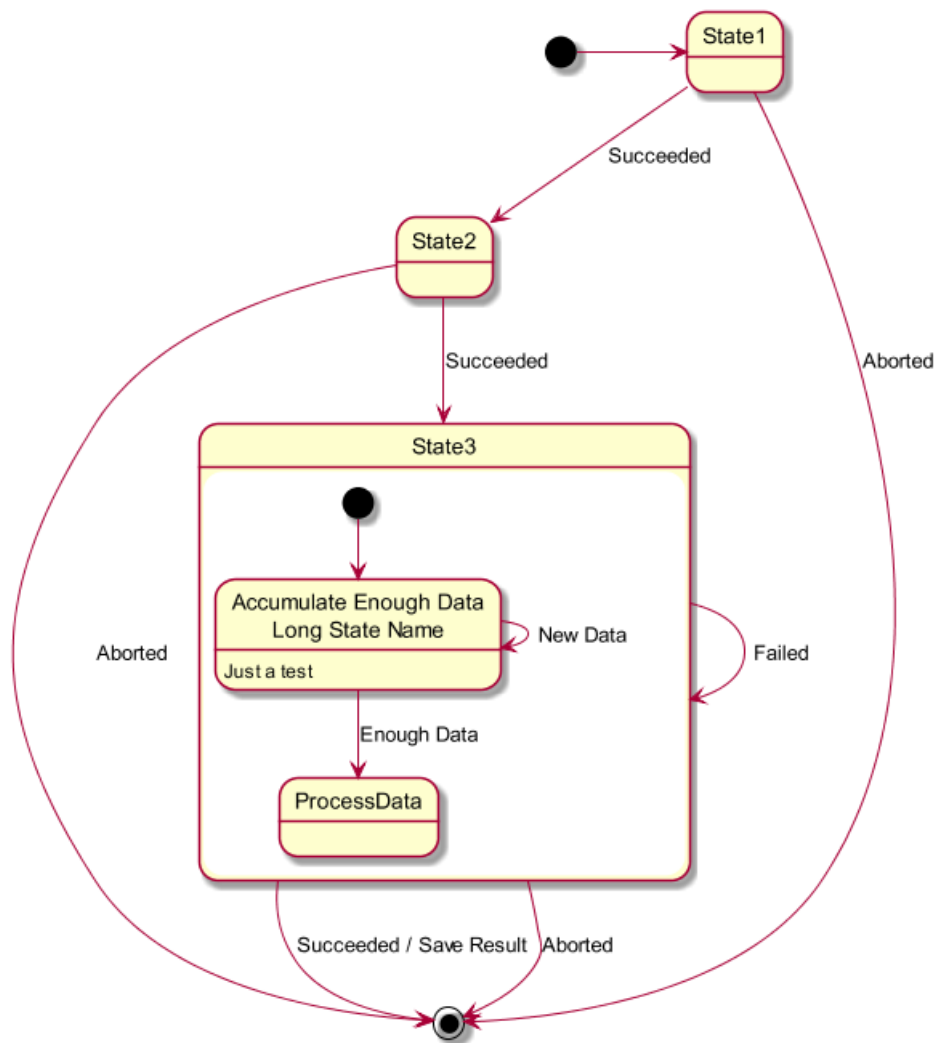 State1
Succeeded
State2
Succeeded
Aborted
State3
Accumulate Enough Data
Long State Name
Just a test
New Data
Aborted
Failed
Enough Data
ProcessData
Succeeded / Save Result
Aborted